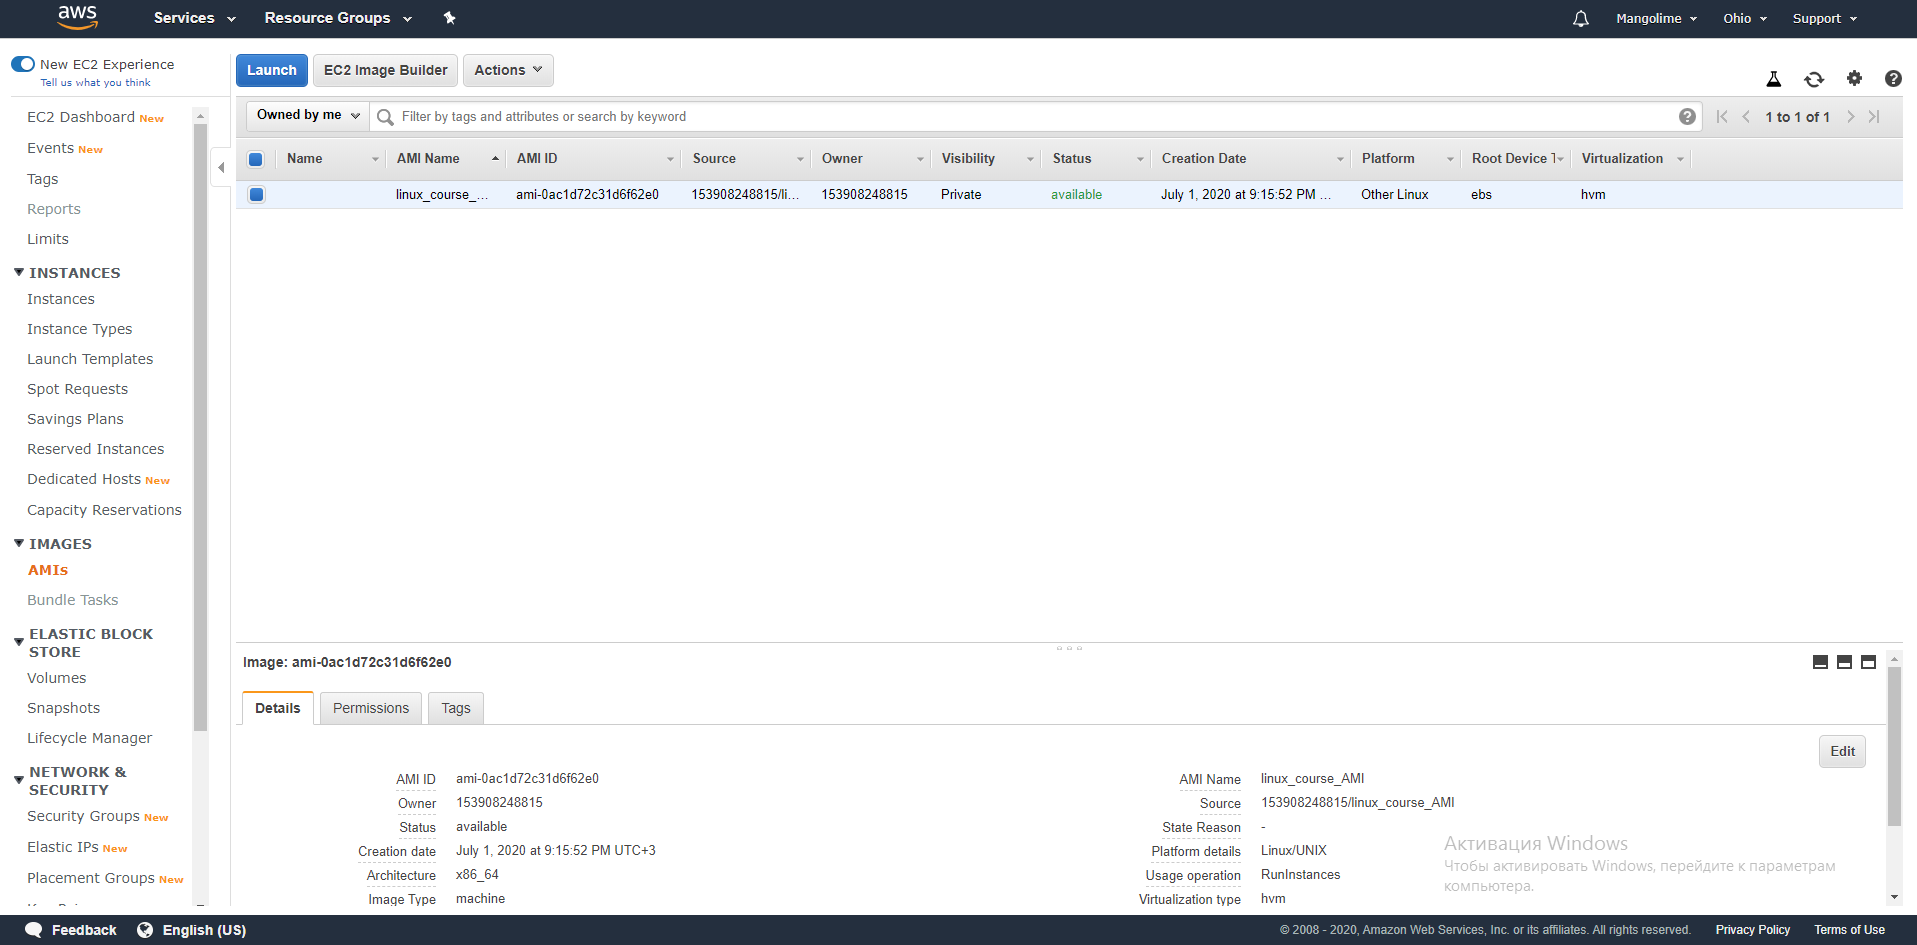 aws Services Resource Groups Mangolime Ohio Support
New EC2 Experience
Tell us what you think
EC2 Dashboard New
Events New
Tags
Reports
Limits
INSTANCES
Instances
Instance Types
Launch Templates
Spot Requests
Savings Plans
Reserved Instances
Dedicated Hosts New
Capacity Reservations
IMAGES
AMIs
Bundle Tasks
ELASTIC BLOCK
STORE
Volumes
Snapshots
Lifecycle Manager
NETWORK &
SECURITY
Security Groups New
Elastic IPs New
Placement Groups New
Launch EC2 Image Builder Actions
Owned by me Filter by tags and attributes or search by keyword 1 to 1 of 1
Name AMI Name AMI ID Source Owner Visibility Status Creation Date Platform Root Device Virtualization
linux_course_... ami-0ac1d72c31d6f62e0 153908248815/li... 153908248815 Private available July 1, 2020 at 9:15:52 PM ... Other Linux ebs hvm
Image: ami-0ac1d72c31d6f62e0
Details Permissions Tags
Edit
AMI ID ami-0ac1d72c31d6f62e0 AMI Name linux_course_AMI
Owner 153908248815 Source 153908248815/linux_course_AMI
Status available State Reason -
Creation date July 1, 2020 at 9:15:52 PM UTC+3 Platform details Linux/UNIX
Architecture x86_64 Usage operation RunInstances
Image Type machine Virtualization type hvm
Активация Windows
Чтобы активировать Windows, перейдите к параметрам
компьютера.
Feedback English (US) © 2008 - 2020, Amazon Web Services, Inc. or its affiliates. All rights reserved. Privacy Policy Terms of Use